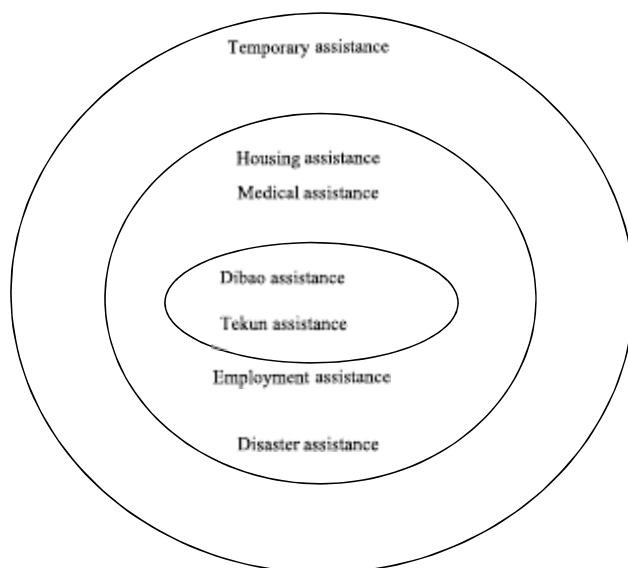 Temporary assistance
Housing assistance
Medical assistance
Dibao assistance
Tekun assistance
Employment assistance
Disaster assistance